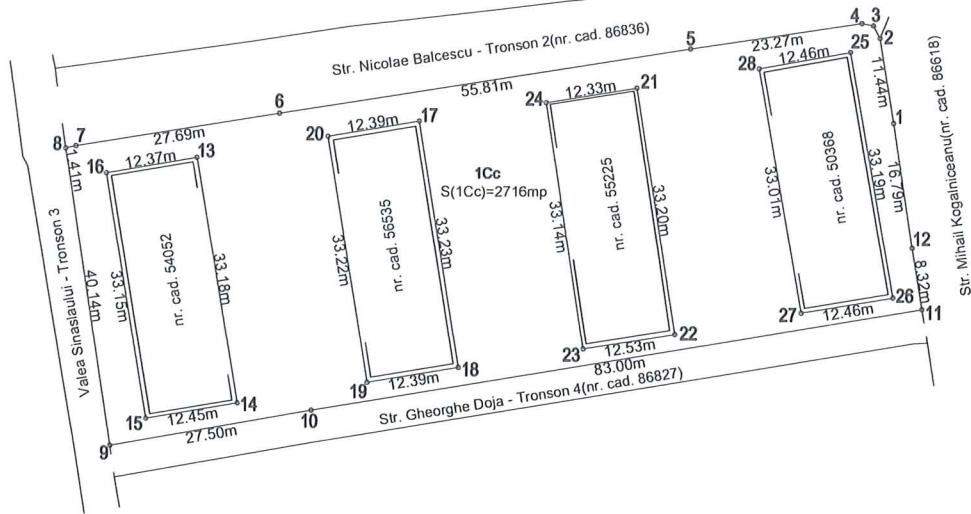 Str. Nicolae Balcescu - Tronson 2(nr. cad. 86836)
4 3
2
5
23.27m
25
28
12.46m
11.44m
Str. Mihail Kogalniceanu(nr. cad. 86618)
55.81m
6
24
12.33m
21
1
8 7
27.69m
20
12.39m
17
1.41m
16
12.37m
13
1Cc
S(1Cc)=2716mp
33.01m
nr. cad. 50368
33.19m
16.79m
33.14m
nr. cad. 55225
33.20m
12
8.32m
Valea Sinaslaului - Tronson 3
40.14m
33.15m
nr. cad. 54052
33.18m
33.22m
nr. cad. 56535
33.23m
27
12.46m
26
11
23
12.53m
22
83.00m
19
12.39m
18
15
12.45m
14
10
Str. Gheorghe Doja - Tronson 4(nr. cad. 86827)
9
27.50m